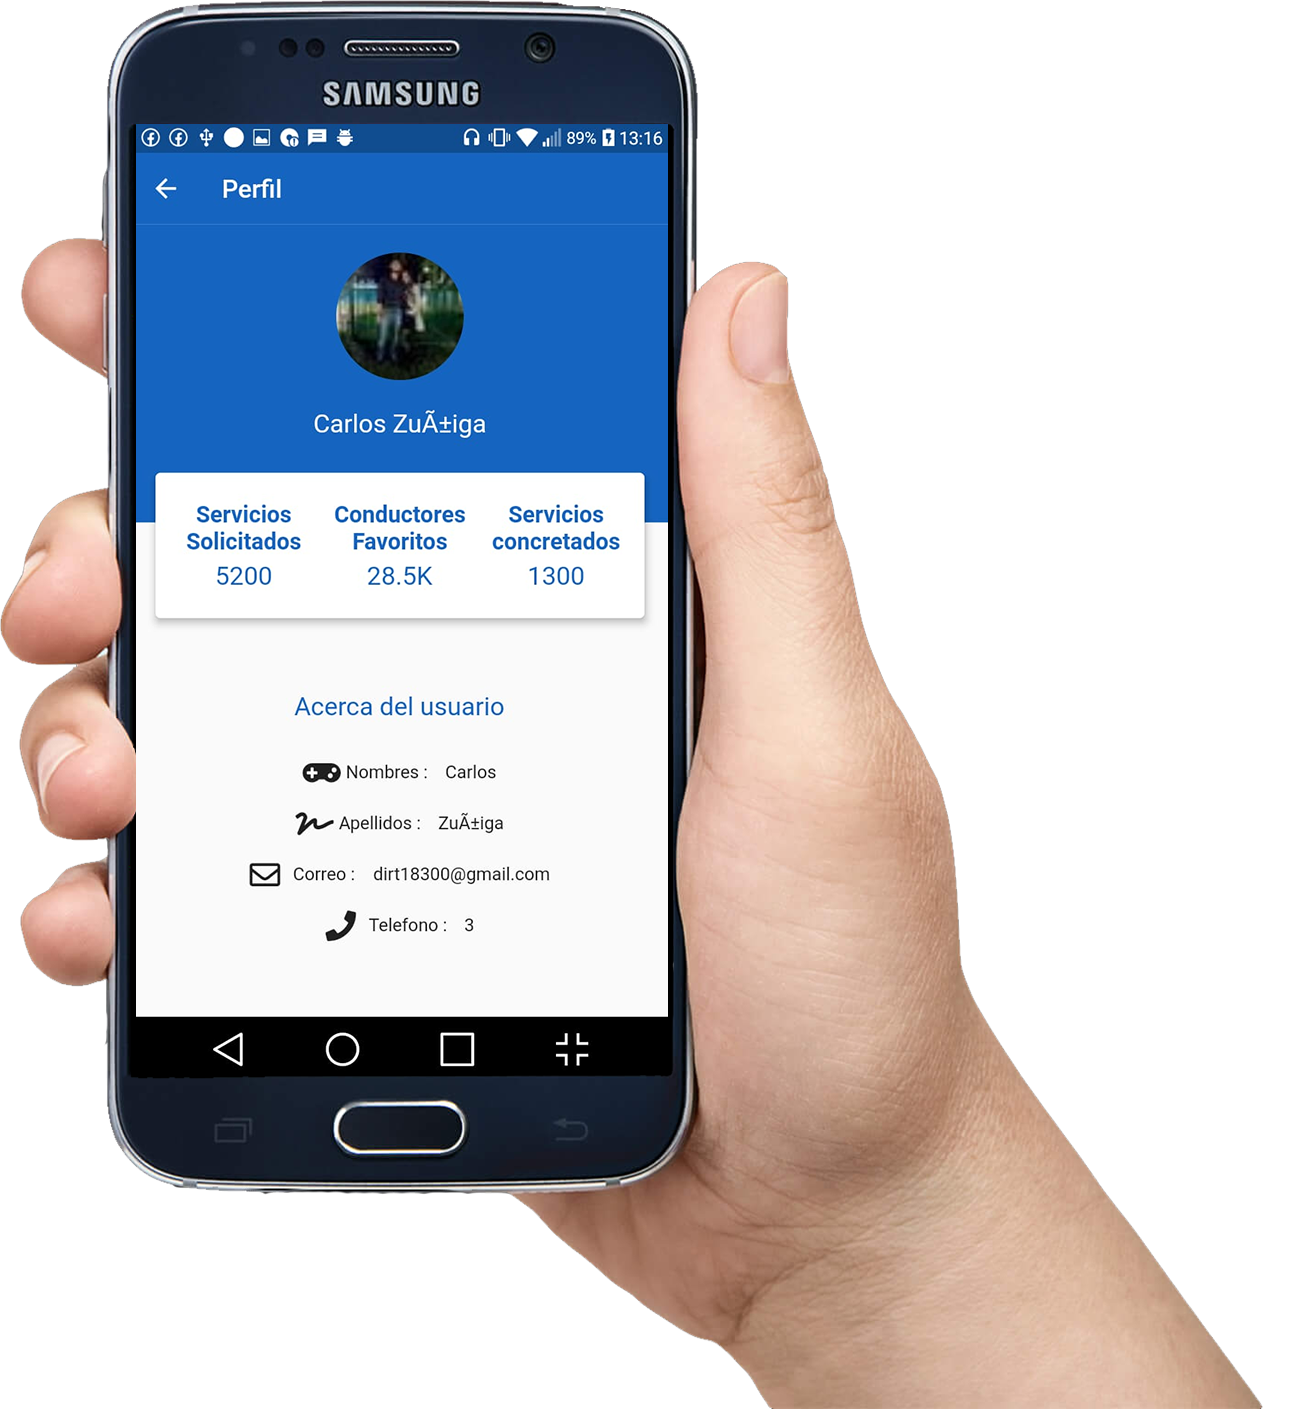 SAMSUNG
89% 13:16
Perfil
Carlos ZuÃ±iga
Servicios Conductores Servicios
Solicitados Favoritos concretados
5200 28.5K 1300
Acerca del usuario
Nombres : Carlos
Apellidos : ZuÃ±iga
Correo : dirt18300@gmail.com
Telefono : 3